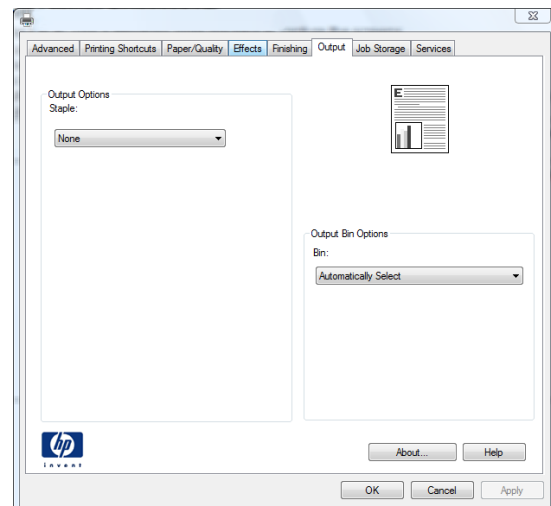 Advanced Printing Shortcuts Paper/Quality Effects Finishing Output Job Storage Services
Output Options
Staple:
None
E
Output Bin Options
Bin:
Automatically Select
hp
invent
About... Help
OK Cancel Apply